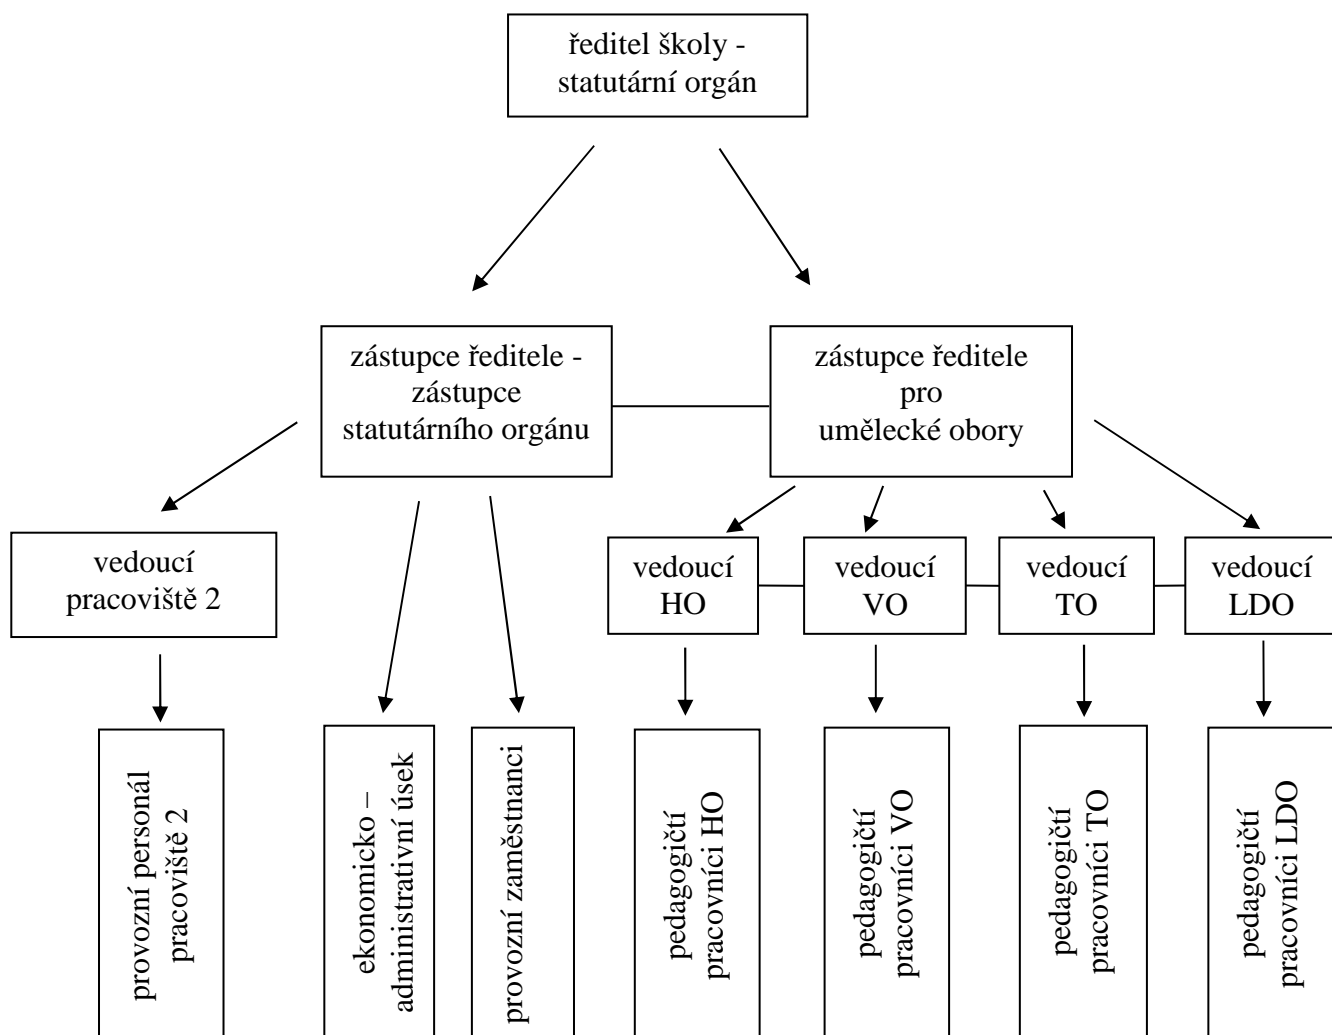 ředitel školy -
statutární orgán
zástupce ředitele -
zástupce
statutárního orgánu
zástupce ředitele
pro
umělecké obory
vedoucí
pracoviště 2
vedoucí
HO
vedoucí
VO
vedoucí
TO
vedoucí
LDO
provozní personál
pracoviště 2
ekonomicko –
administrativní úsek
provozní zaměstnanci
pedagogičtí
pracovníci HO
pedagogičtí
pracovníci VO
pedagogičtí
pracovníci TO
pedagogičtí
pracovníci LDO